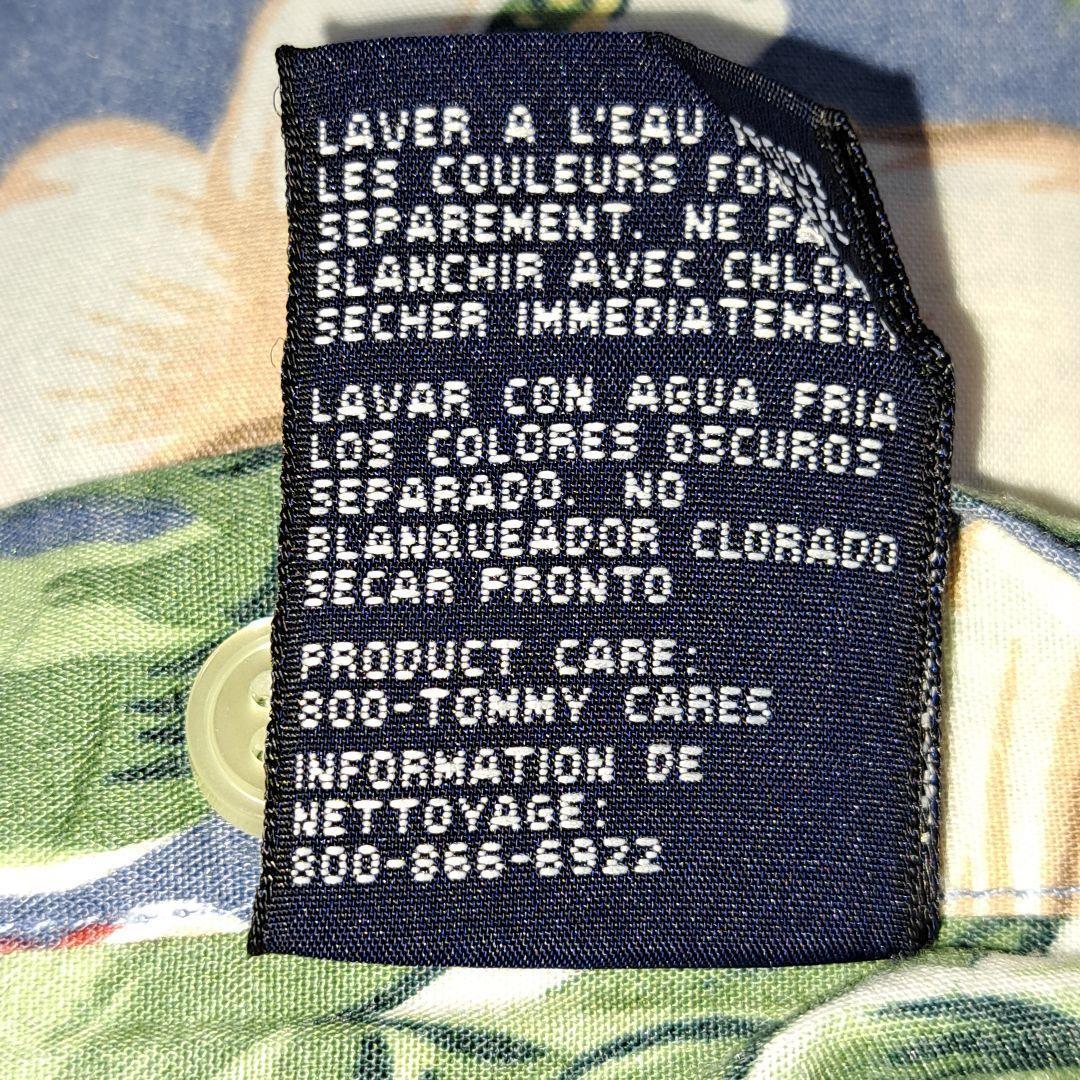 LAVER A L'EAU
LES COULEURS
SEPAREMENT. NE
BLANCHIR AVEC
SECHER IMMEDIATEMENT
LAVAR CON AGUA FRIA
LOS COLORES OSCUROS
SEPARADO. NO
BLANQUEADOR CLORADO
SECAR PRONTO
PRODUCT CARE:
800-TOMMY CARES
INFORMATION DE
NETTOYAGE:
800-866-6922